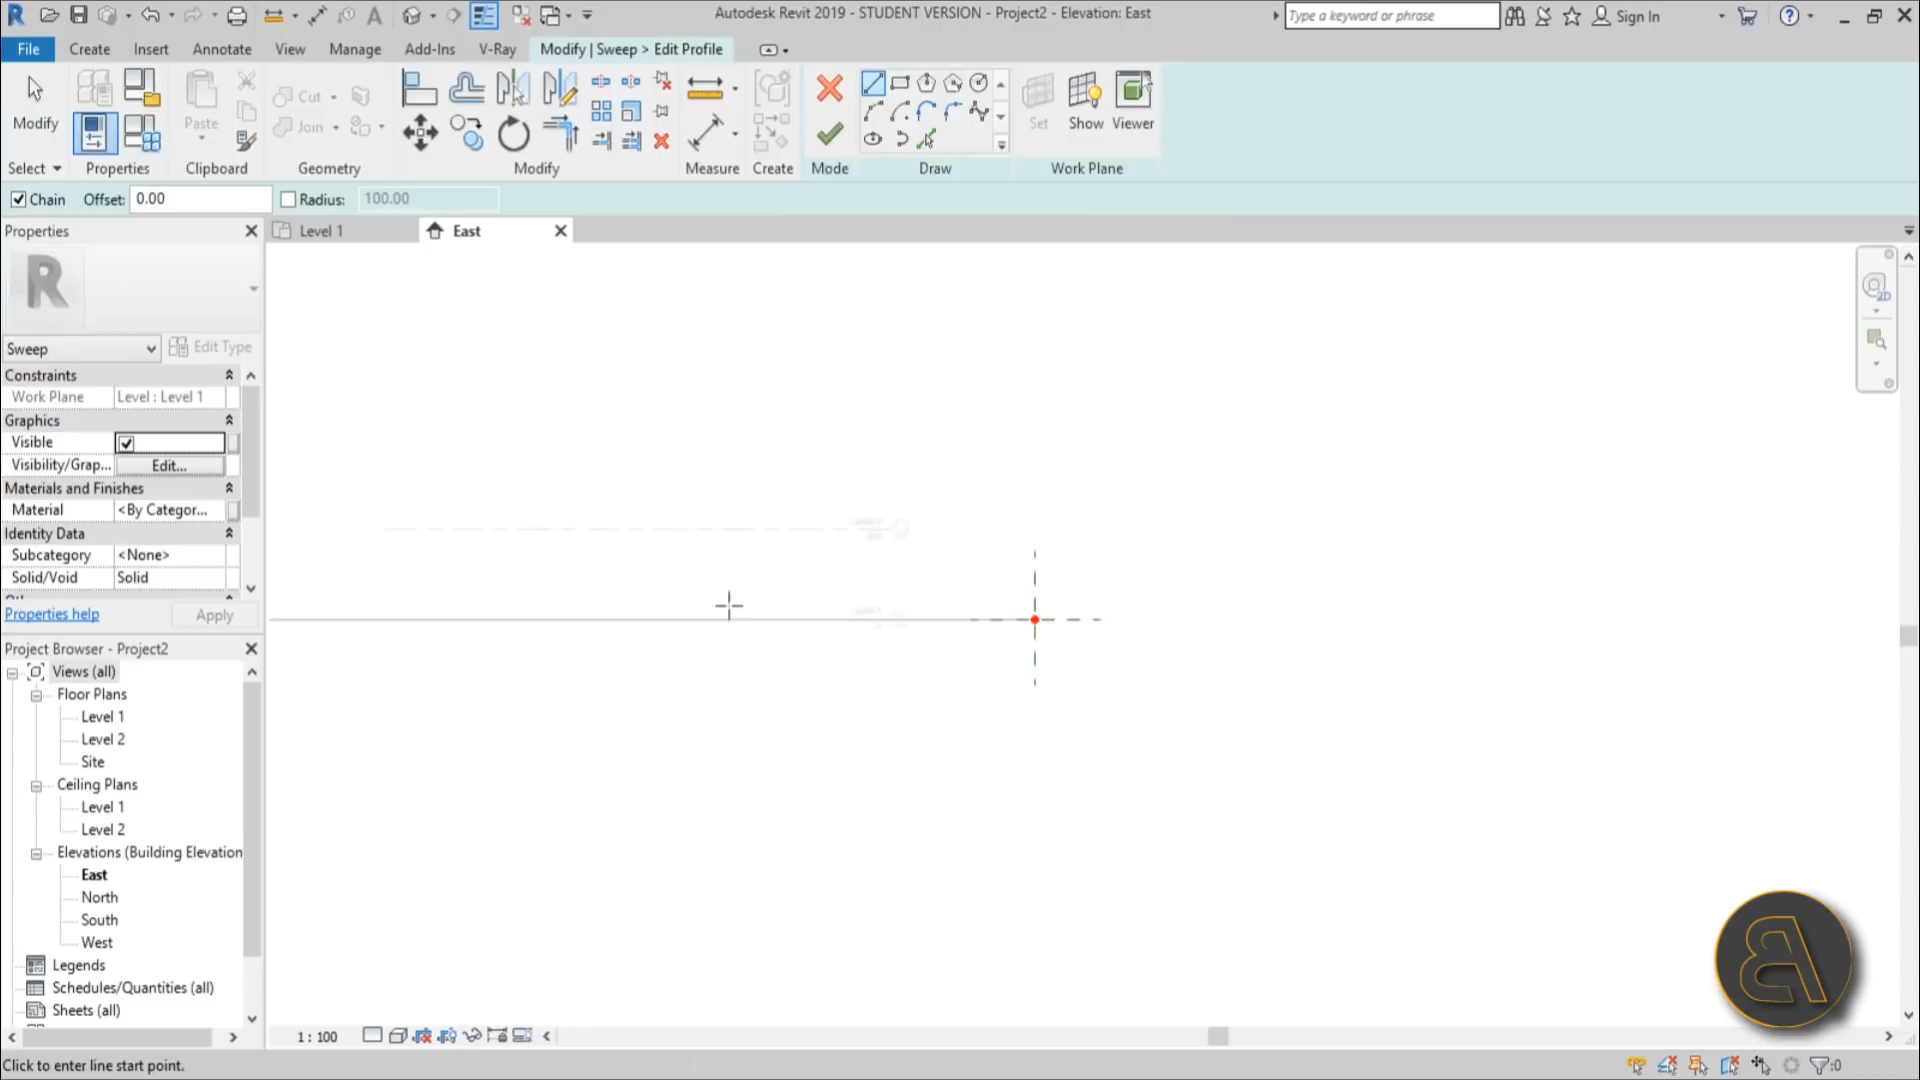 Autodesk Revit 2019 - STUDENT VERSION - Project2 - Elevation: East
Type a keyword or phrase
Sign In
File
Create
Insert
Annotate
View
Manage
Add-Ins
V-Ray
Modify | Sweep > Edit Profile
Modify
Paste
Cut
Join
Set
Show
Viewer
Select
Properties
Clipboard
Geometry
Modify
Measure
Create
Mode
Draw
Work Plane
Chain
Offset:
0.00
Radius:
100.00
Properties
Level 1
East
R
Sweep
Edit Type
Constraints
Work Plane
Level : Level 1
Graphics
Visible
Visibility/Grap...
Edit...
Materials and Finishes
Material
<By Categor...
Identity Data
Subcategory
<None>
Solid/Void
Solid
Properties help
Apply
Project Browser - Project2
Views (all)
Floor Plans
Level 1
Level 2
Site
Ceiling Plans
Level 1
Level 2
Elevations (Building Elevation
East
North
South
West
Legends
Schedules/Quantities (all)
Sheets (all)
1 : 100
Click to enter line start point.
:0